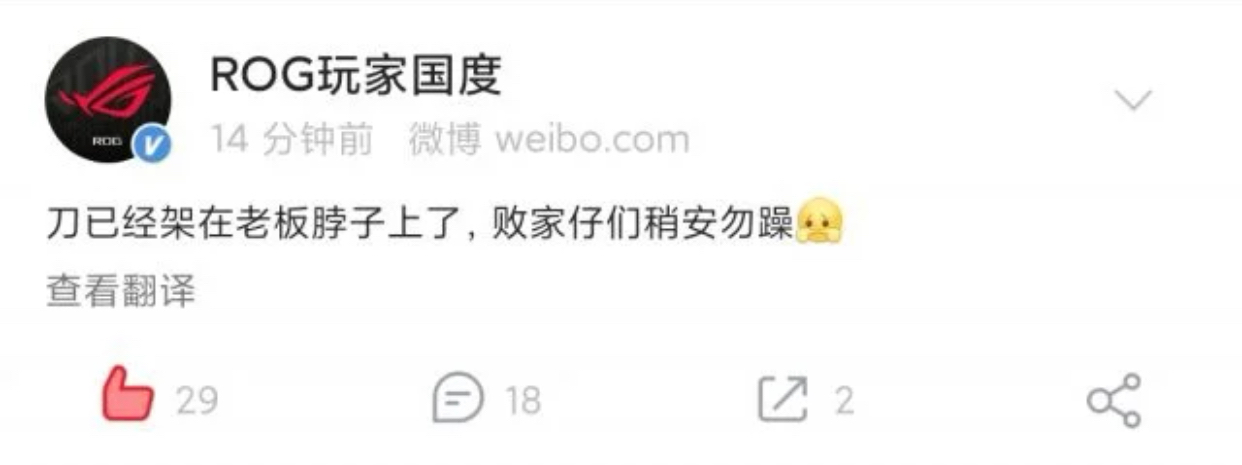 ROG玩家国度
ROG
14 分钟前 微博 weibo.com
刀已经架在老板脖子上了, 败家仔们稍安勿躁
查看翻译
29 18 2